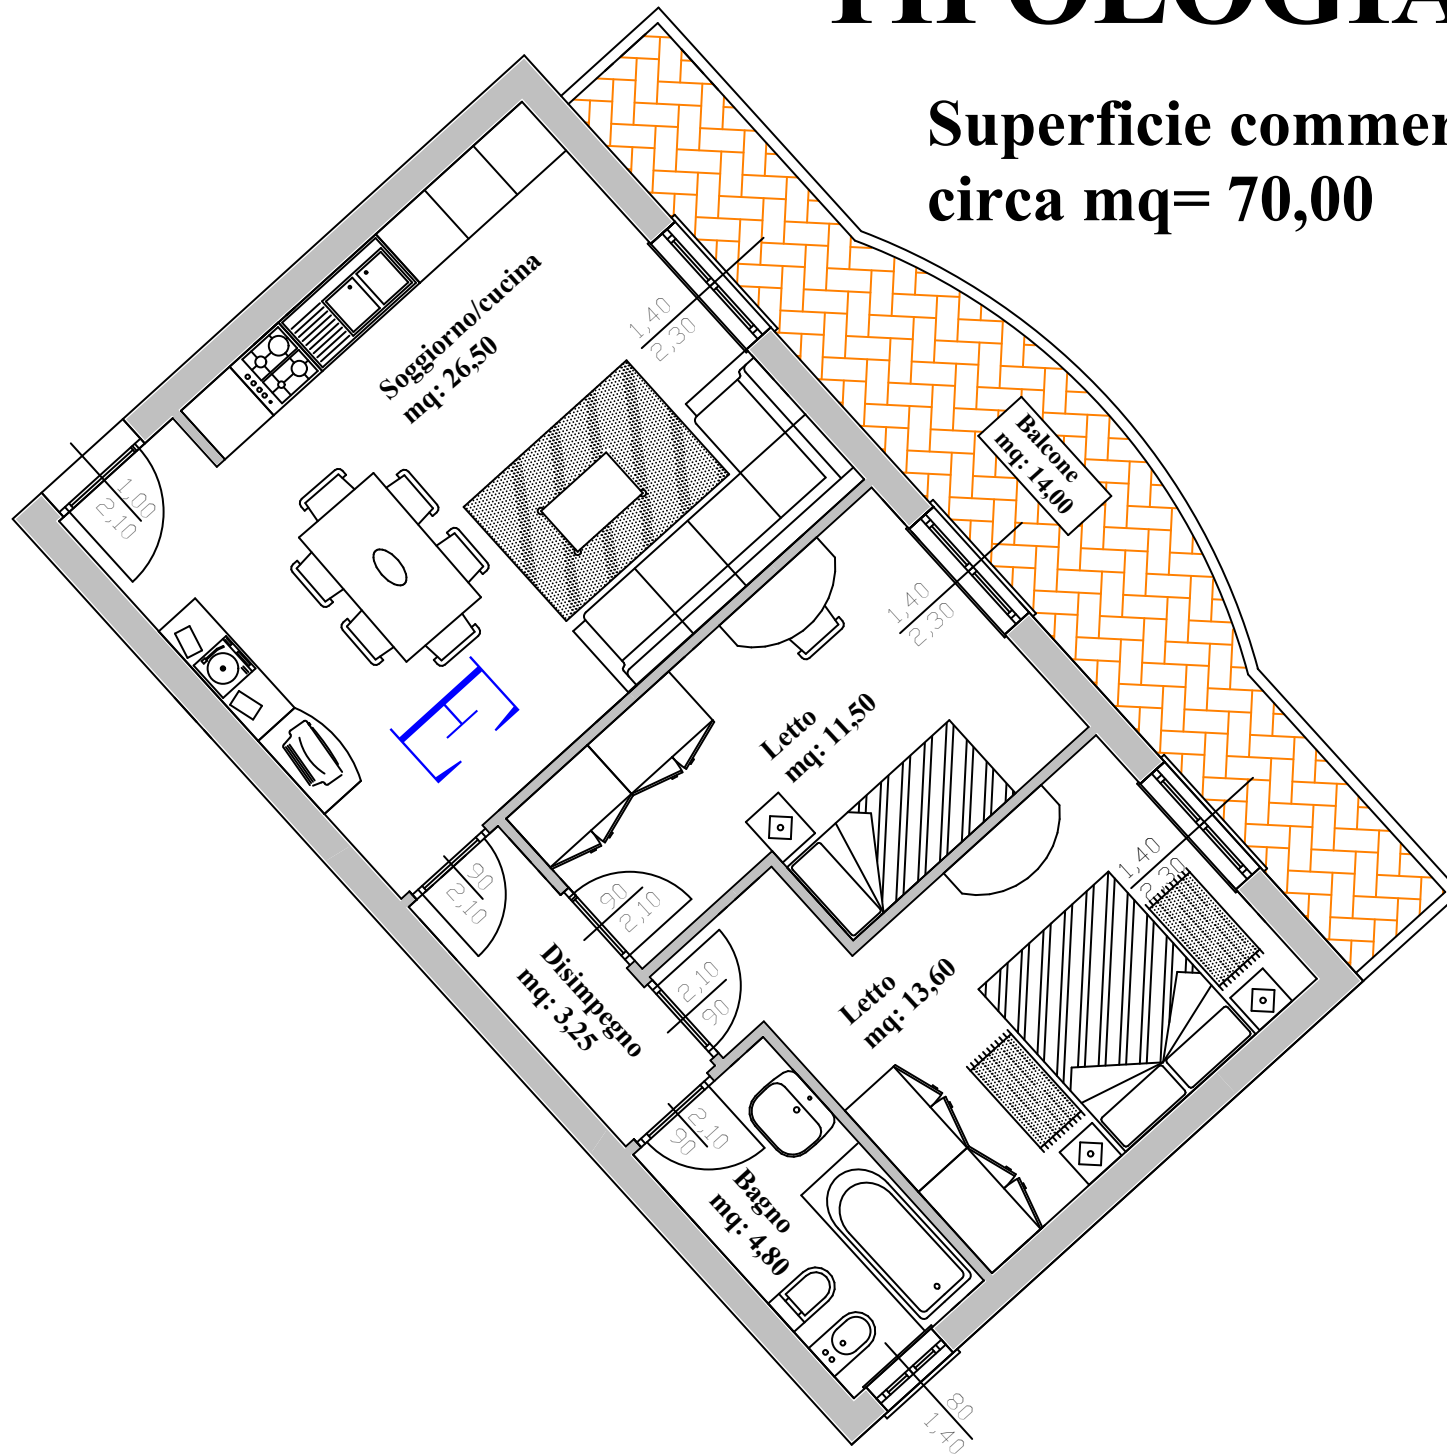 TIPOLOGIA
Superficie commer
circa mq= 70,00
Soggiorno/cucina
mq: 26,50
1,40
2,30
Balcone
mq: 14,00
1,00
2,10
1,40
2,30
E
Letto
mq: 11,50
1,40
2,30
90
2,10
90
2,10
Disimpegno
mq: 3,25
2,10
90
Letto
mq: 13,60
2,10
90
Bagno
mq: 4,80
80
1,40